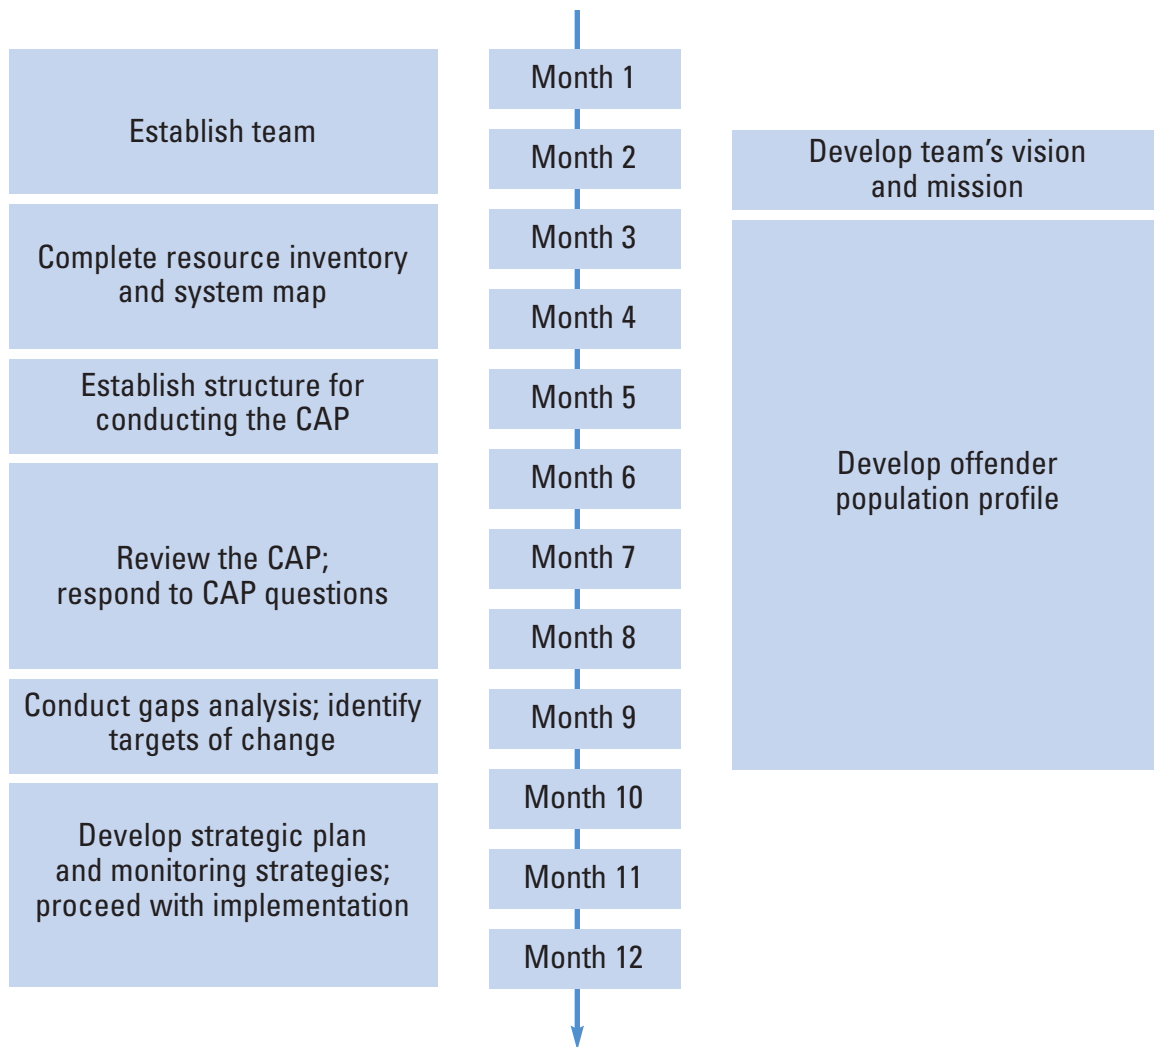 Establish team
Complete resource inventory
and system map
Establish structure for
conducting the CAP
Review the CAP;
respond to CAP questions
Conduct gaps analysis; identify
targets of change
Develop strategic plan
and monitoring strategies;
proceed with implementation
Month 1
Month 2
Month 3
Month 4
Month 5
Month 6
Month 7
Month 8
Month 9
Month 10
Month 11
Month 12
Develop team’s vision
and mission
Develop offender
population profile